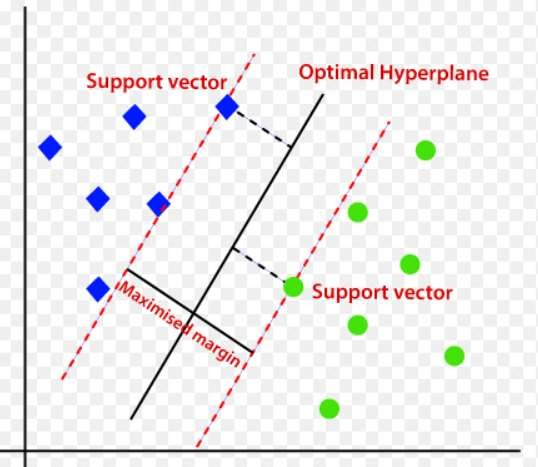 Optimal Hyperplane
Support vector
Support vector
Maximised margin